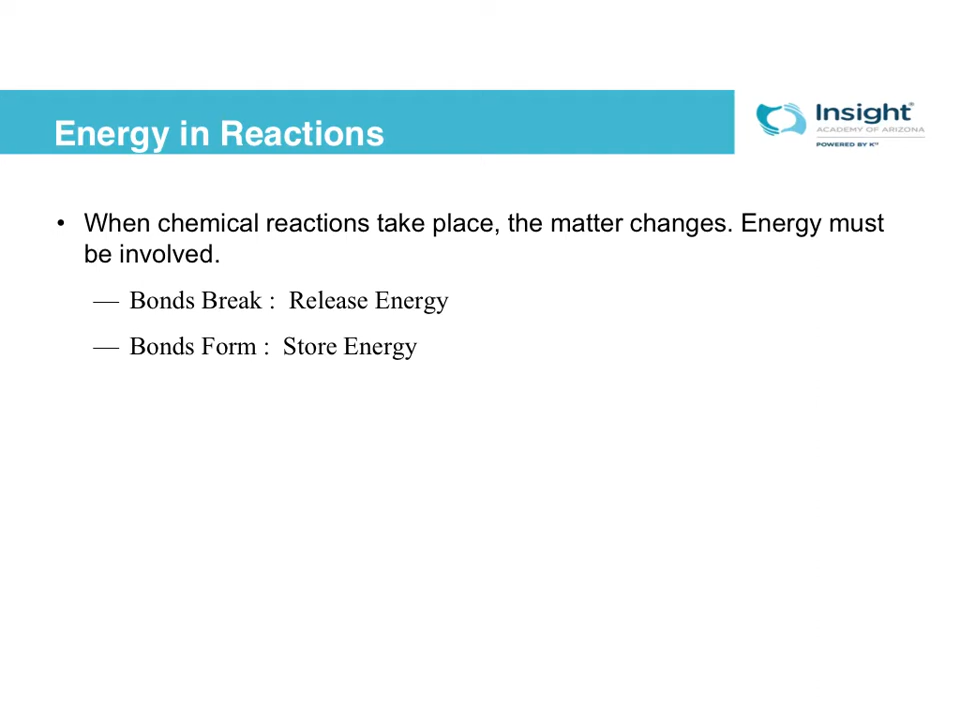 Energy in Reactions
Insight®
ACADEMY OF ARIZONA
POWERED BY K¹²
• When chemical reactions take place, the matter changes. Energy must
be involved.
— Bonds Break : Release Energy
— Bonds Form : Store Energy